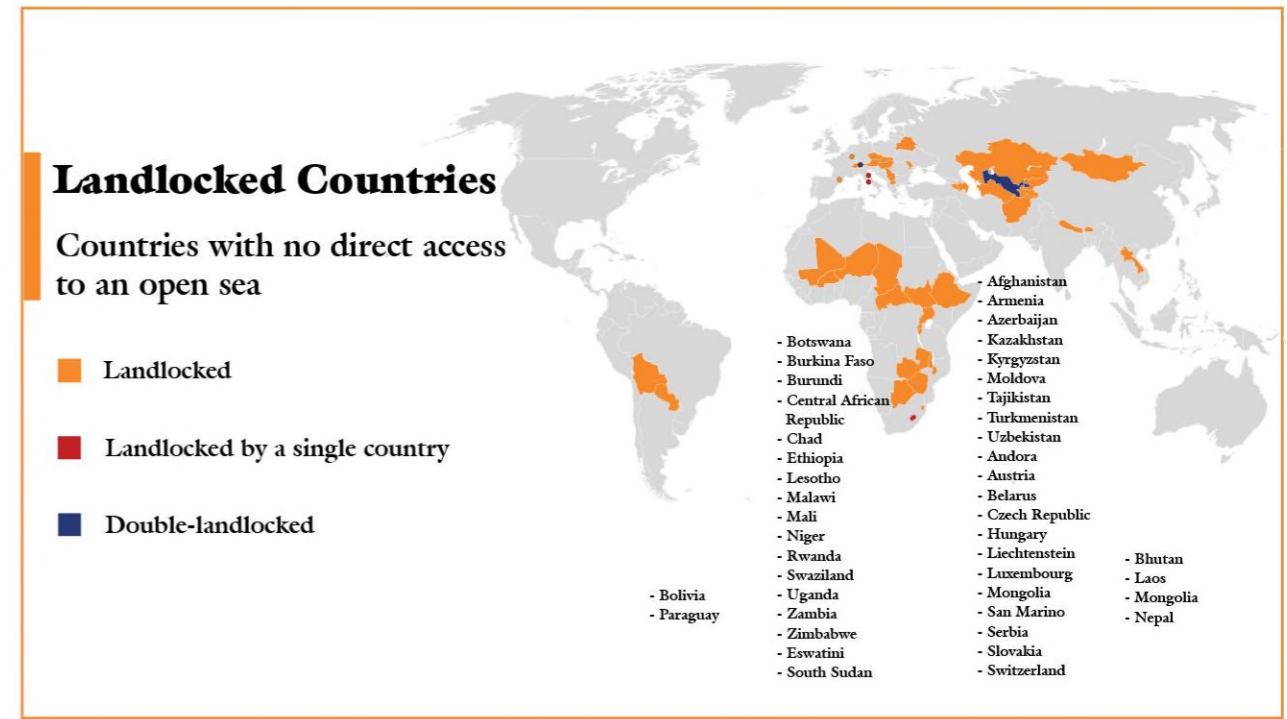 Landlocked Countries
Countries with no direct access
to an open sea
Landlocked
Landlocked by a single country
Double-landlocked
- Bolivia
- Paraguay
- Botswana
- Burkina Faso
- Burundi
- Central African
Republic
- Chad
- Ethiopia
- Lesotho
- Malawi
- Mali
- Niger
- Rwanda
- Swaziland
- Uganda
- Zambia
- Zimbabwe
- Eswatini
- South Sudan
- Afghanistan
- Armenia
- Azerbaijan
- Kazakhstan
- Kyrgyzstan
- Moldova
- Tajikistan
- Turkmenistan
- Uzbekistan
- Andora
- Austria
- Belarus
- Czech Republic
- Hungary
- Liechtenstein
- Luxembourg
- Mongolia
- San Marino
- Serbia
- Slovakia
- Switzerland
- Bhutan
- Laos
- Mongolia
- Nepal